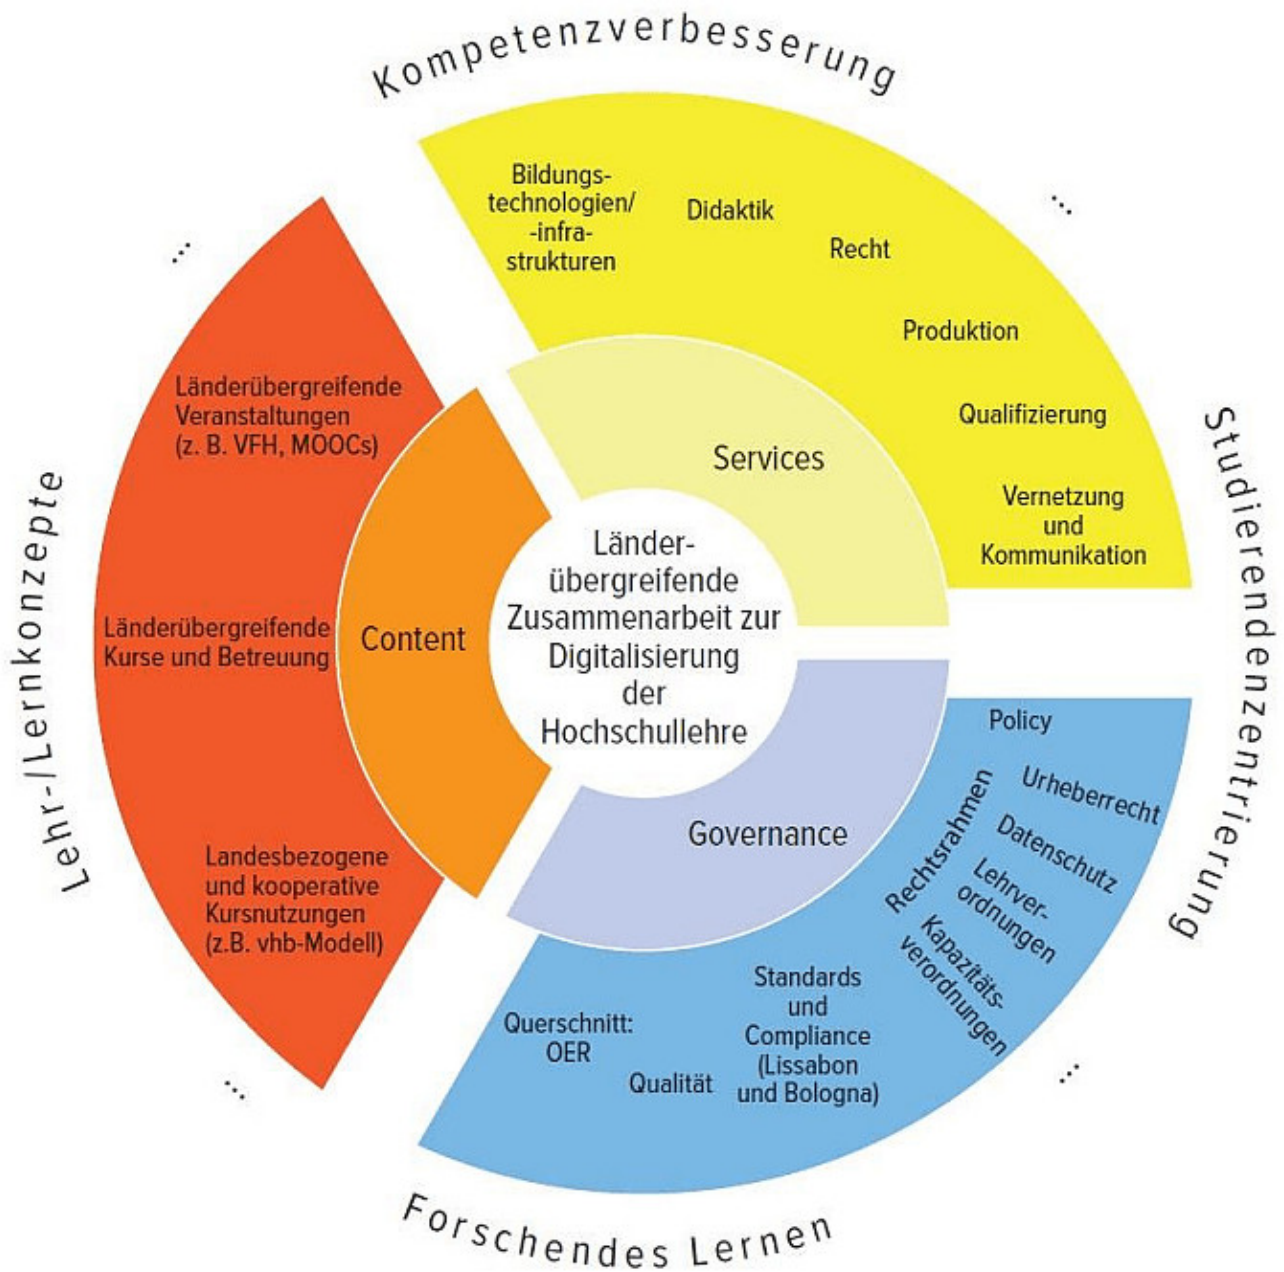 Kompetenzverbesserung
Bildungs-
technologien/
-infra-
strukturen
Didaktik
Recht
Produktion
Qualifizierung
Vernetzung
und
Kommunikation
Services
...
Studierendenzentrierung
Länderübergreifende
Veranstaltungen
(z. B. VFH, MOOCs)
Länderübergreifende
Kurse und Betreuung
Landesbezogene
und kooperative
Kursnutzungen
(z.B. vhb-Modell)
Content
...
Lehr-/Lernkonzepte
...
Länder-
übergreifende
Zusammenarbeit zur
Digitalisierung
der
Hochschullehre
Governance
Policy
Rechtsrahmen
Urheberrecht
Datenschutz
Lehrver-
ordnungen
Kapazitäts-
verordnungen
Standards
und
Compliance
(Lissabon
und Bologna)
Qualität
Querschnitt:
OER
...
Forschendes Lernen